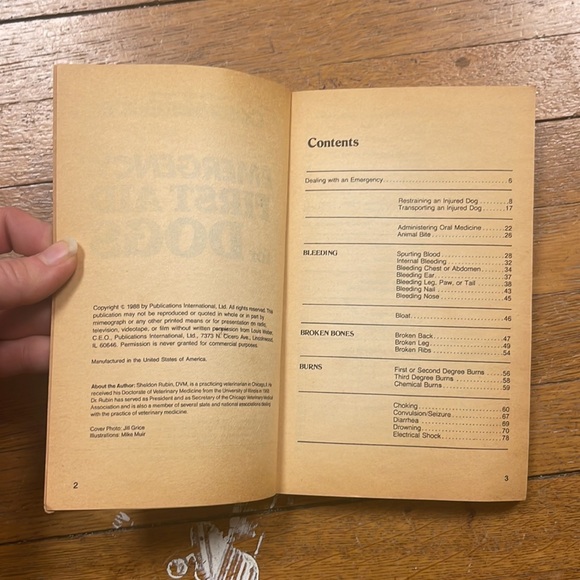 Copyright © 1988 by Publications International, Ltd. All rights reserved. This
publication may not be reproduced or quoted in whole or in part by
mimeograph or any other printed means or for presentation on radio,
television, videotape, or film without written permission from Louis Weber,
C.E.O., Publications International, Ltd., 7373 N. Cicero Ave., Lincolnwood,
IL 60646. Permission is never granted for commercial purposes.
Manufactured in the United States of America.
About the Author: Sheldon Rubin, DVM, is a practicing veterinarian in Chicago, IL. He
received his Doctorate of Veterinary Medicine from the University of Illinois in
Dr. Rubin has served as President and as Secretary of the Chicago Veterinary Medical
Association and is also a member of several state and national associations dealing
with the practice of veterinary medicine.
Cover Photo: Jill Grice
Illustrations: Mike Muir
2
Contents
Dealing with an Emergency 6
Restraining an Injured Dog 8
Transporting an Injured Dog 17
Administering Oral Medicine 22
Animal Bite 26
BLEEDING Spurting Blood 28
Internal Bleeding 32
Bleeding Chest or Abdomen 34
Bleeding Ear 37
Bleeding Leg, Paw, or Tail 38
Bleeding Nail 43
Bleeding Nose 45
Bloat 46
BROKEN BONES Broken Back 47
Broken Leg 49
Broken Ribs 54
BURNS First or Second Degree Burns 56
Third Degree Burns 58
Chemical Burns 59
Choking 60
Convulsion/Seizure 67
Diarrhea 69
Drowning 70
Electrical Shock 78
3